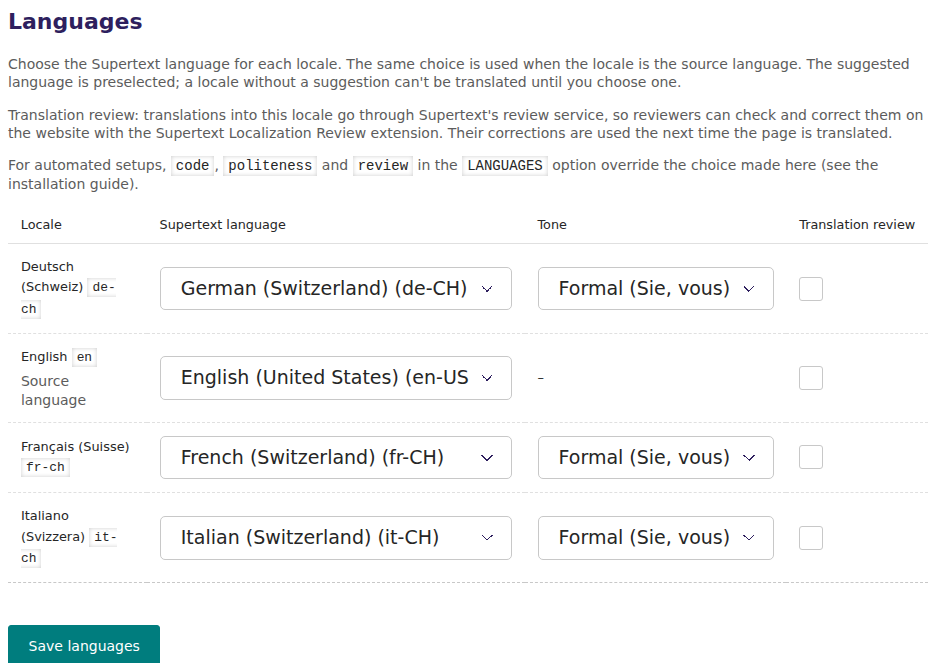 Languages
Choose the Supertext language for each locale. The same choice is used when the locale is the source language. The suggested
language is preselected; a locale without a suggestion can't be translated until you choose one.
Translation review: translations into this locale go through Supertext's review service, so reviewers can check and correct them on
the website with the Supertext Localization Review extension. Their corrections are used the next time the page is translated.
For automated setups, code, politeness and review in the LANGUAGES option override the choice made here (see the
installation guide).
Locale Supertext language Tone Translation review
Deutsch
(Schweiz) de-
ch
German (Switzerland) (de-CH) Formal (Sie, vous)
English en
Source
language
English (United States) (en-US –
Français (Suisse)
fr-ch
French (Switzerland) (fr-CH) Formal (Sie, vous)
Italiano
(Svizzera) it-
ch
Italian (Switzerland) (it-CH) Formal (Sie, vous)
Save languages